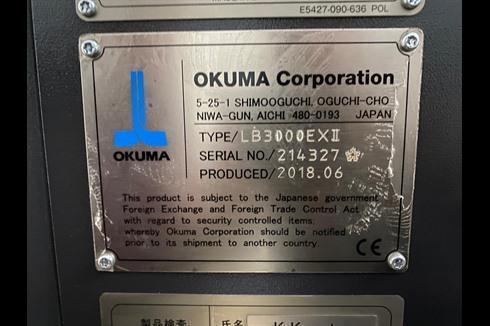 E5427-090-636 POL
OKUMA Corporation
5-25-1 SHIMOOGUCHI, OGUCHI-CHO
NIWA-GUN, AICHI 480-0193 JAPAN
OKUMA
TYPE/LB3000EXII
SERIAL NO./214327
PRODUCED/2018.06
This product is subject to the Japanese government
Foreign Exchange and Foreign Trade Control Act
with regard to security controlled items;
whereby Okuma Corporation should be notified
prior to its shipment to another country.
CE
製品検査
氏名